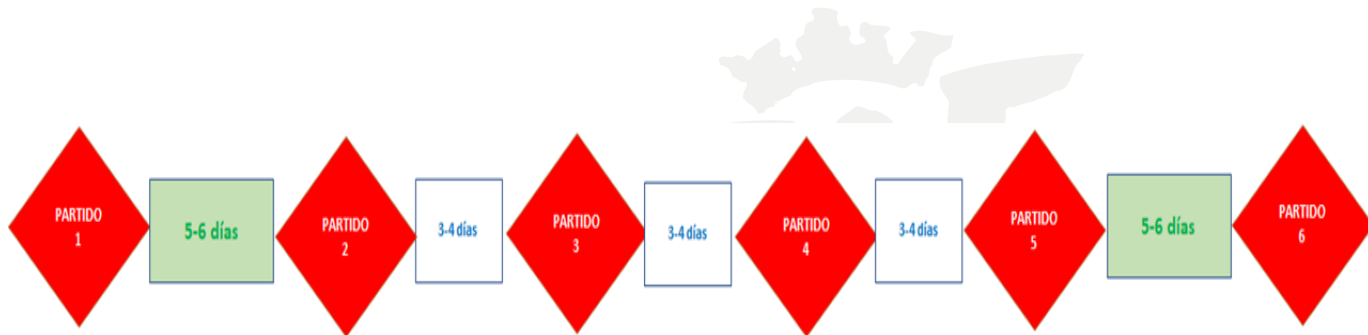 PARTIDO
1
5-6 días
PARTIDO
2
3-4 días
PARTIDO
3
3-4 días
PARTIDO
4
3-4 días
PARTIDO
5
5-6 días
PARTIDO
6